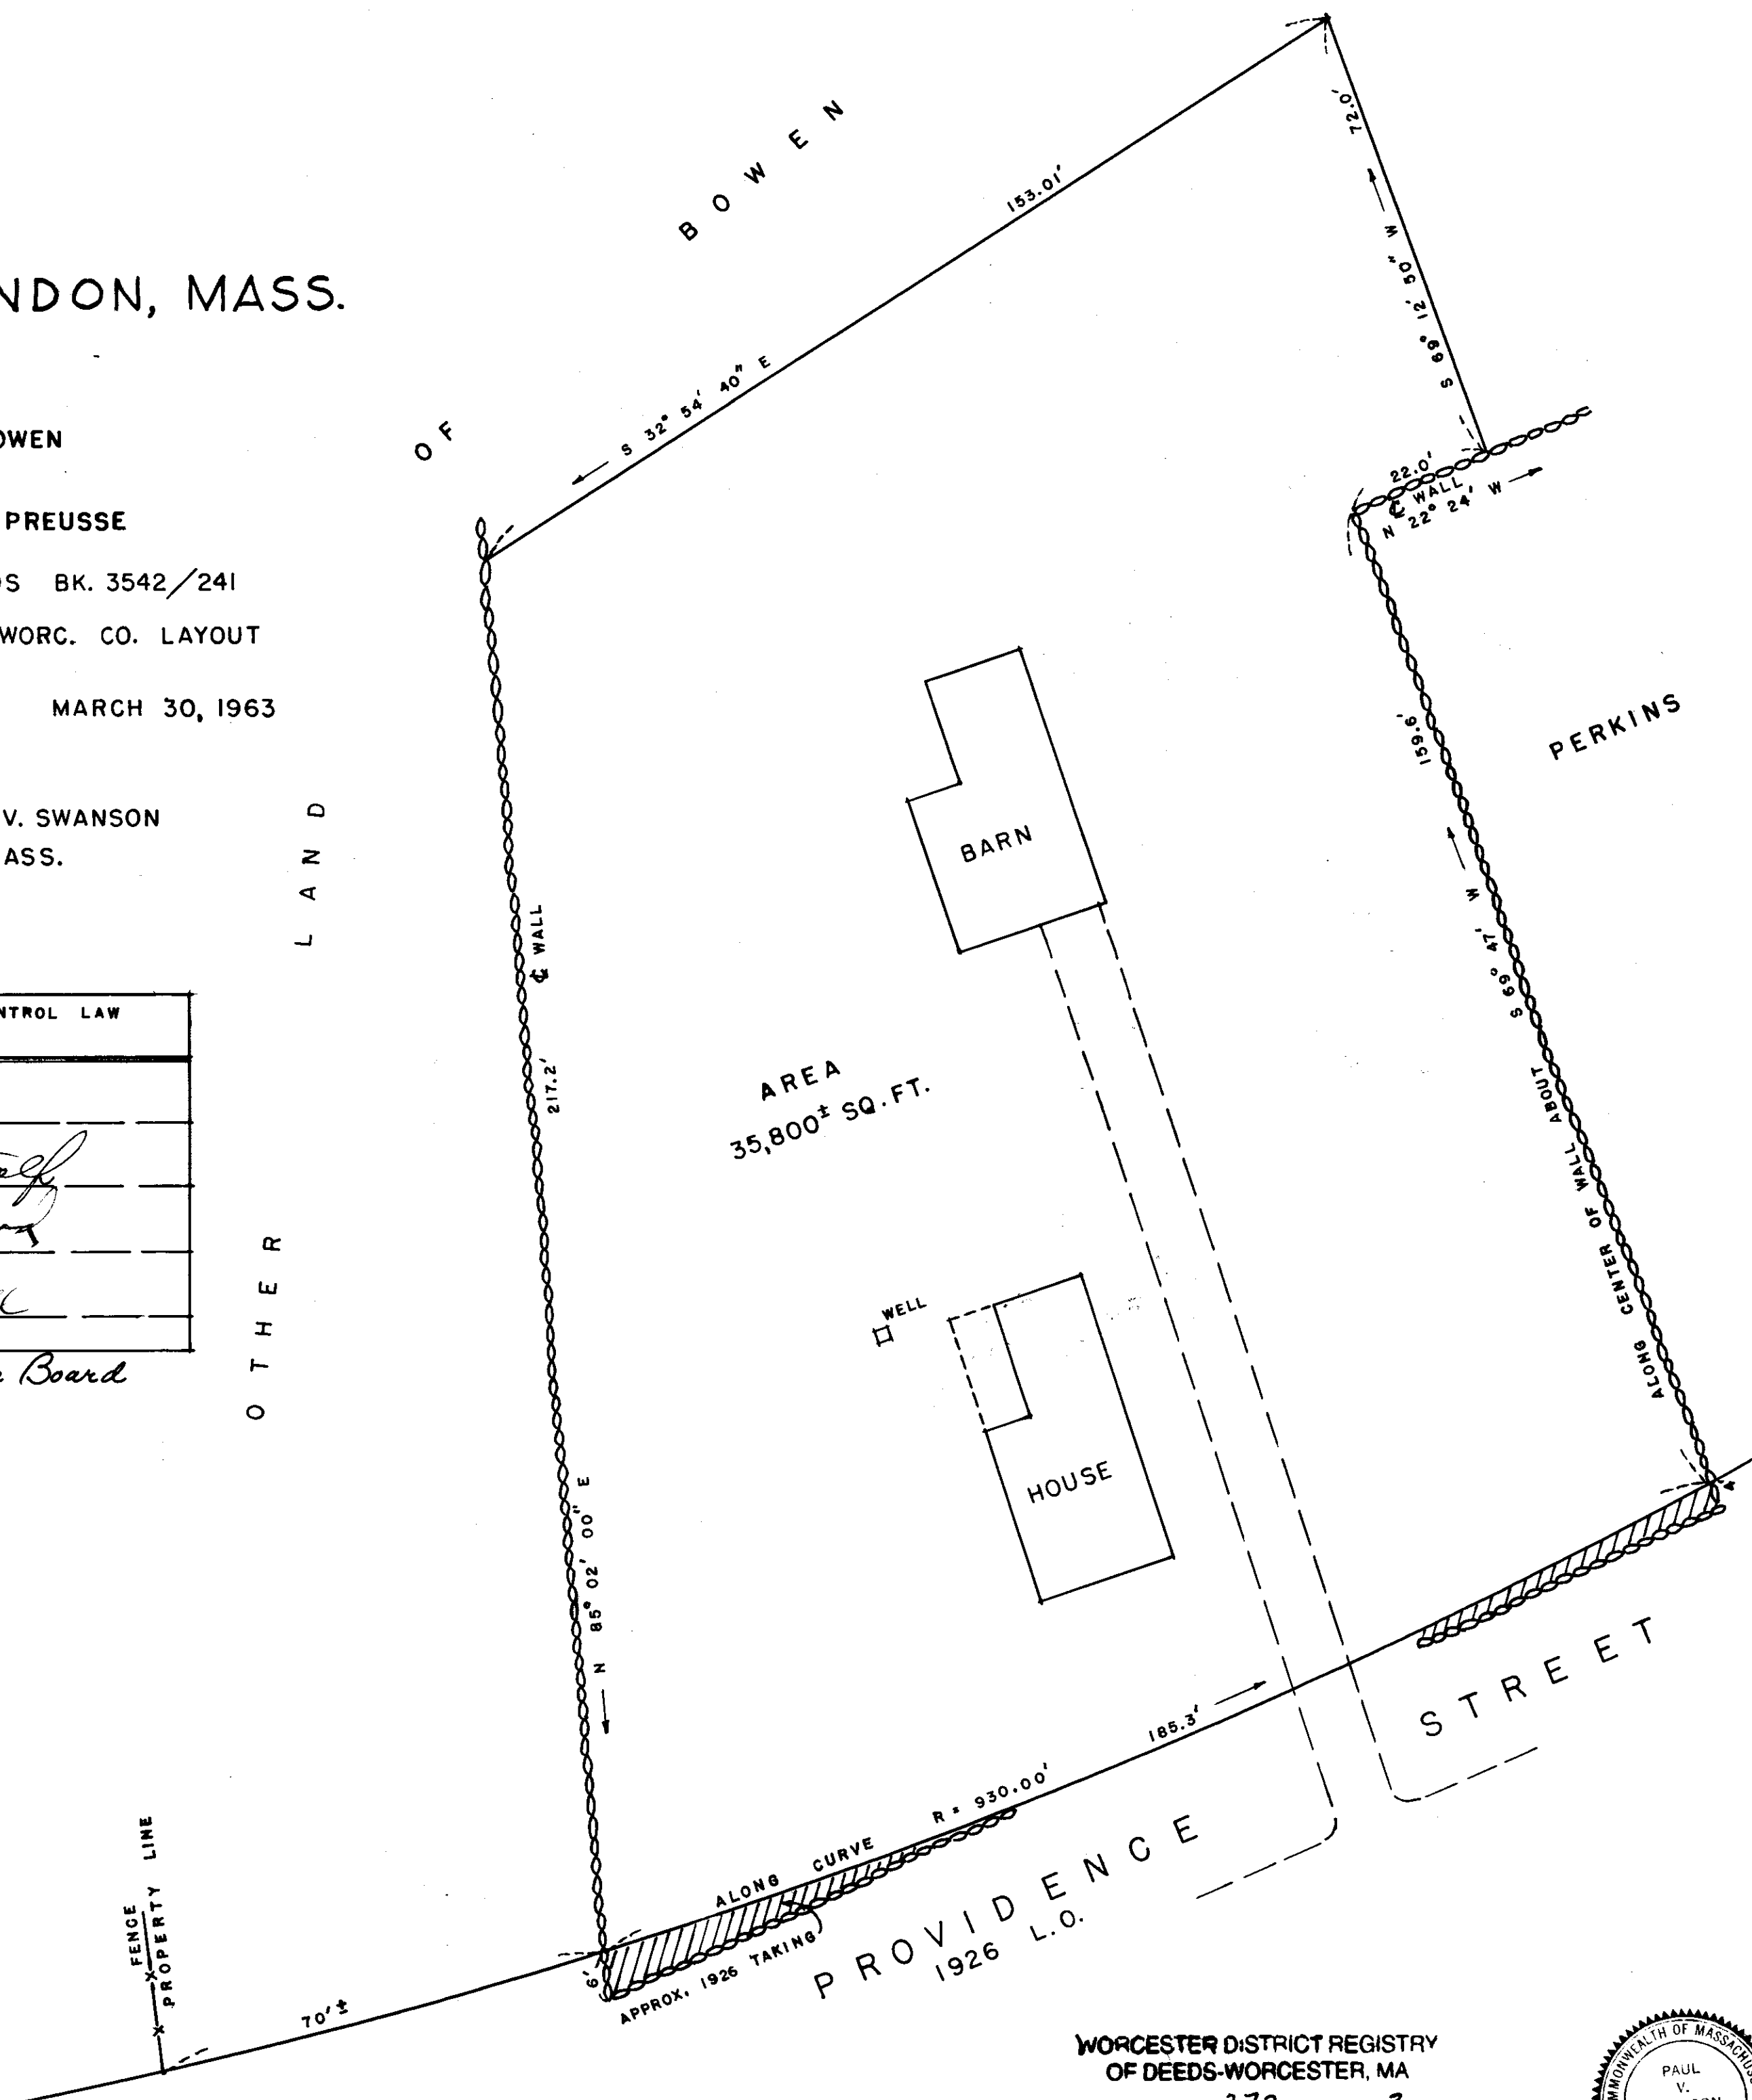 NDON, MASS.
OWEN
PREUSSE
DS BK. 3542/241
WORC. CO. LAYOUT
MARCH 30, 1963
V. SWANSON
ASS.
NTROL LAW
Board
OTHER LAND OF BOWEN
153.01'
S 32° 54' 40" E
72.0'
S 69° 12' 50" W
22.0'
℄ WALL
N 22° 24' W
159.6'
S 69° 47' W
ALONG CENTER OF WALL ABOUT
PERKINS
BARN
℄ WALL
217.2'
N 85° 02' 00" E
AREA
35,800± SQ. FT.
WELL
HOUSE
4'
185.3'
ALONG CURVE R = 930.00'
6'
APPROX. 1926 TAKING
PROVIDENCE STREET
1926 L.O.
FENCE
PROPERTY LINE
70'±
WORCESTER DISTRICT REGISTRY
OF DEEDS-WORCESTER, MA
PAUL
V.